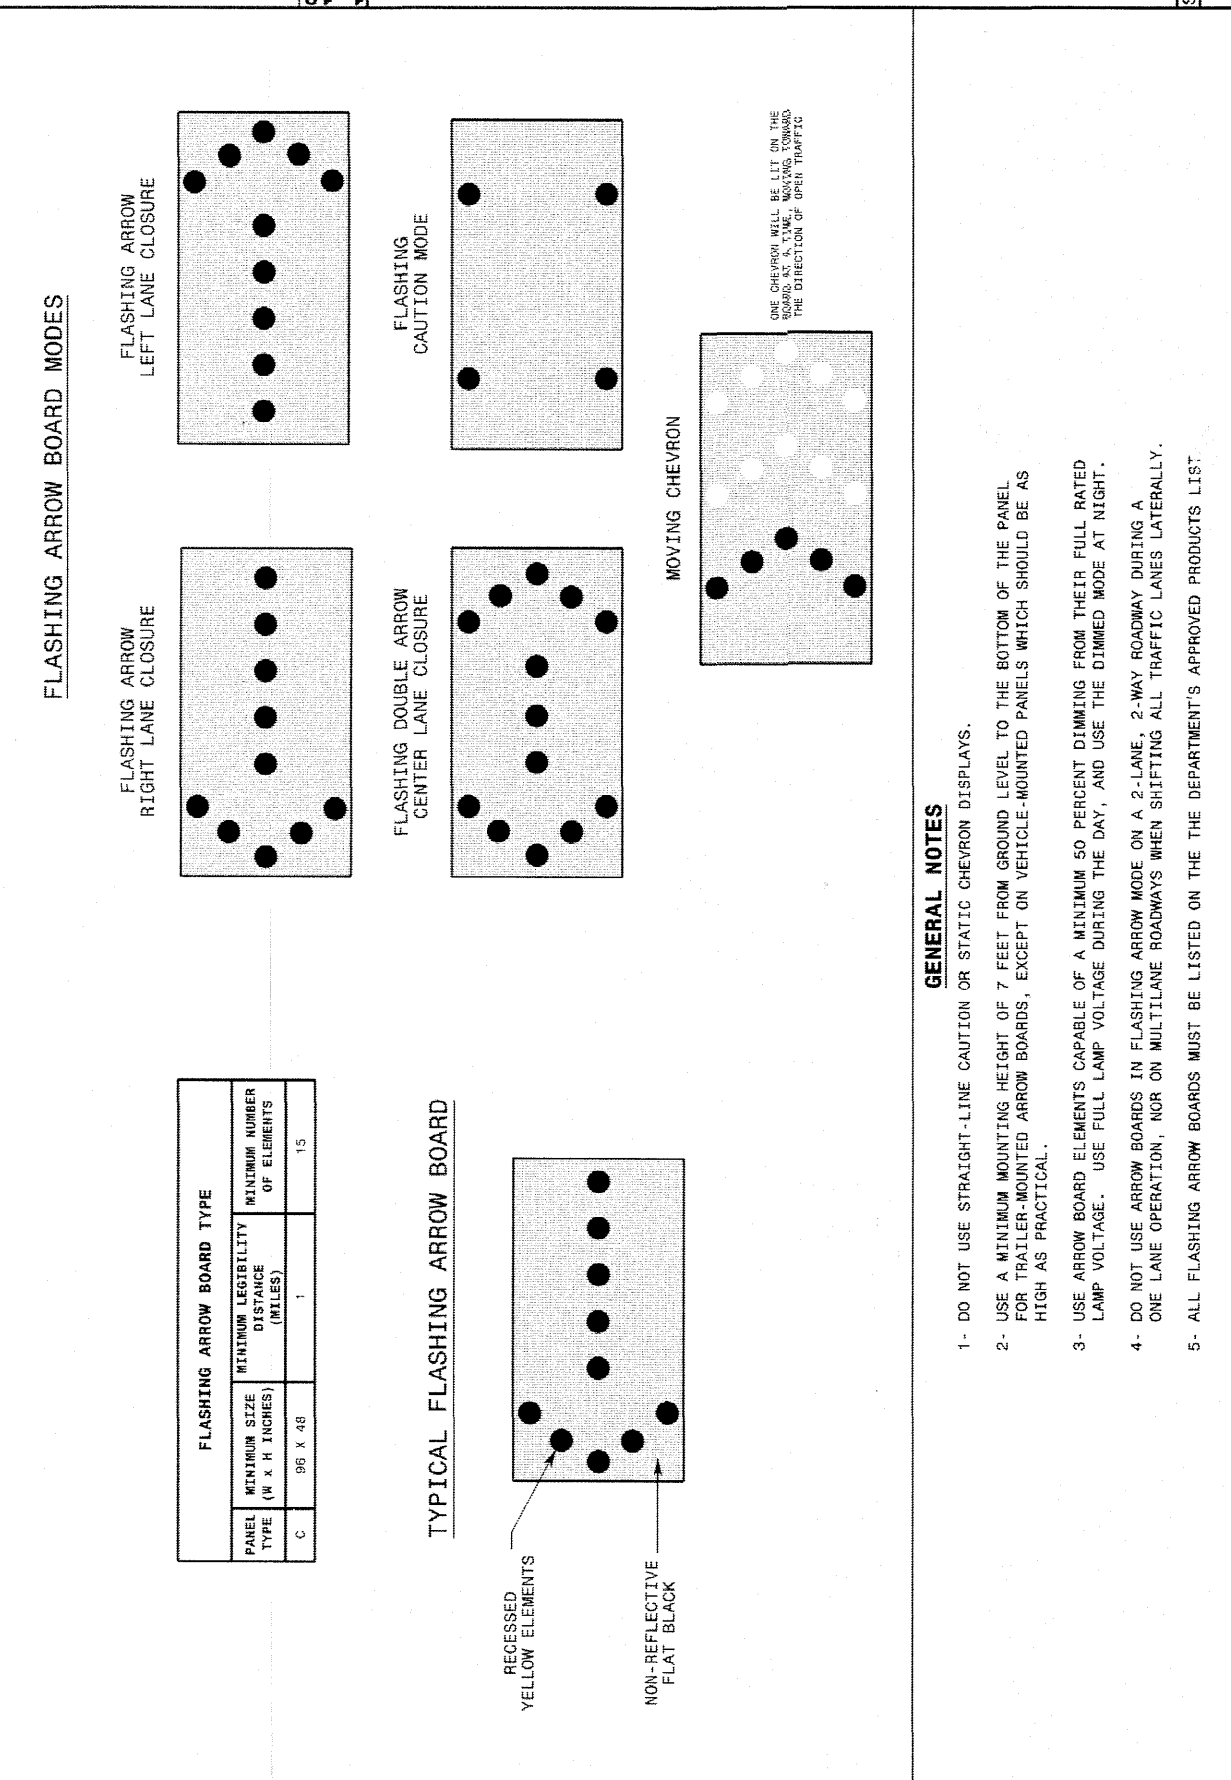 FLASHING ARROW BOARD MODES
FLASHING ARROW BOARD TYPE
PANEL
TYPE
MINIMUM SIZE
(W x H INCHES)
MINIMUM LEGIBILITY
DISTANCE
(MILES)
MINIMUM NUMBER
OF ELEMENTS
C
96 X 48
1
15
FLASHING ARROW
RIGHT LANE CLOSURE
FLASHING ARROW
LEFT LANE CLOSURE
TYPICAL FLASHING ARROW BOARD
RECESSED
YELLOW ELEMENTS
NON-REFLECTIVE
FLAT BLACK
FLASHING DOUBLE ARROW
CENTER LANE CLOSURE
FLASHING
CAUTION MODE
MOVING CHEVRON
ONE CHEVRON WILL BE LIT ON THE
BOARD AT A TIME, MOVING TOWARD
THE DIRECTION OF OPEN TRAFFIC
GENERAL NOTES
1- DO NOT USE STRAIGHT-LINE CAUTION OR STATIC CHEVRON DISPLAYS.
2- USE A MINIMUM MOUNTING HEIGHT OF 7 FEET FROM GROUND LEVEL TO THE BOTTOM OF THE PANEL
FOR TRAILER-MOUNTED ARROW BOARDS, EXCEPT ON VEHICLE-MOUNTED PANELS WHICH SHOULD BE AS
HIGH AS PRACTICAL.
3- USE ARROW BOARD ELEMENTS CAPABLE OF A MINIMUM 50 PERCENT DIMMING FROM THEIR FULL RATED
LAMP VOLTAGE. USE FULL LAMP VOLTAGE DURING THE DAY, AND USE THE DIMMED MODE AT NIGHT.
4- DO NOT USE ARROW BOARDS IN FLASHING ARROW MODE ON A 2-LANE, 2-WAY ROADWAY DURING A
ONE LANE OPERATION, NOR ON MULTILANE ROADWAYS WHEN SHIFTING ALL TRAFFIC LANES LATERALLY.
5- ALL FLASHING ARROW BOARDS MUST BE LISTED ON THE DEPARTMENT'S APPROVED PRODUCTS LIST.